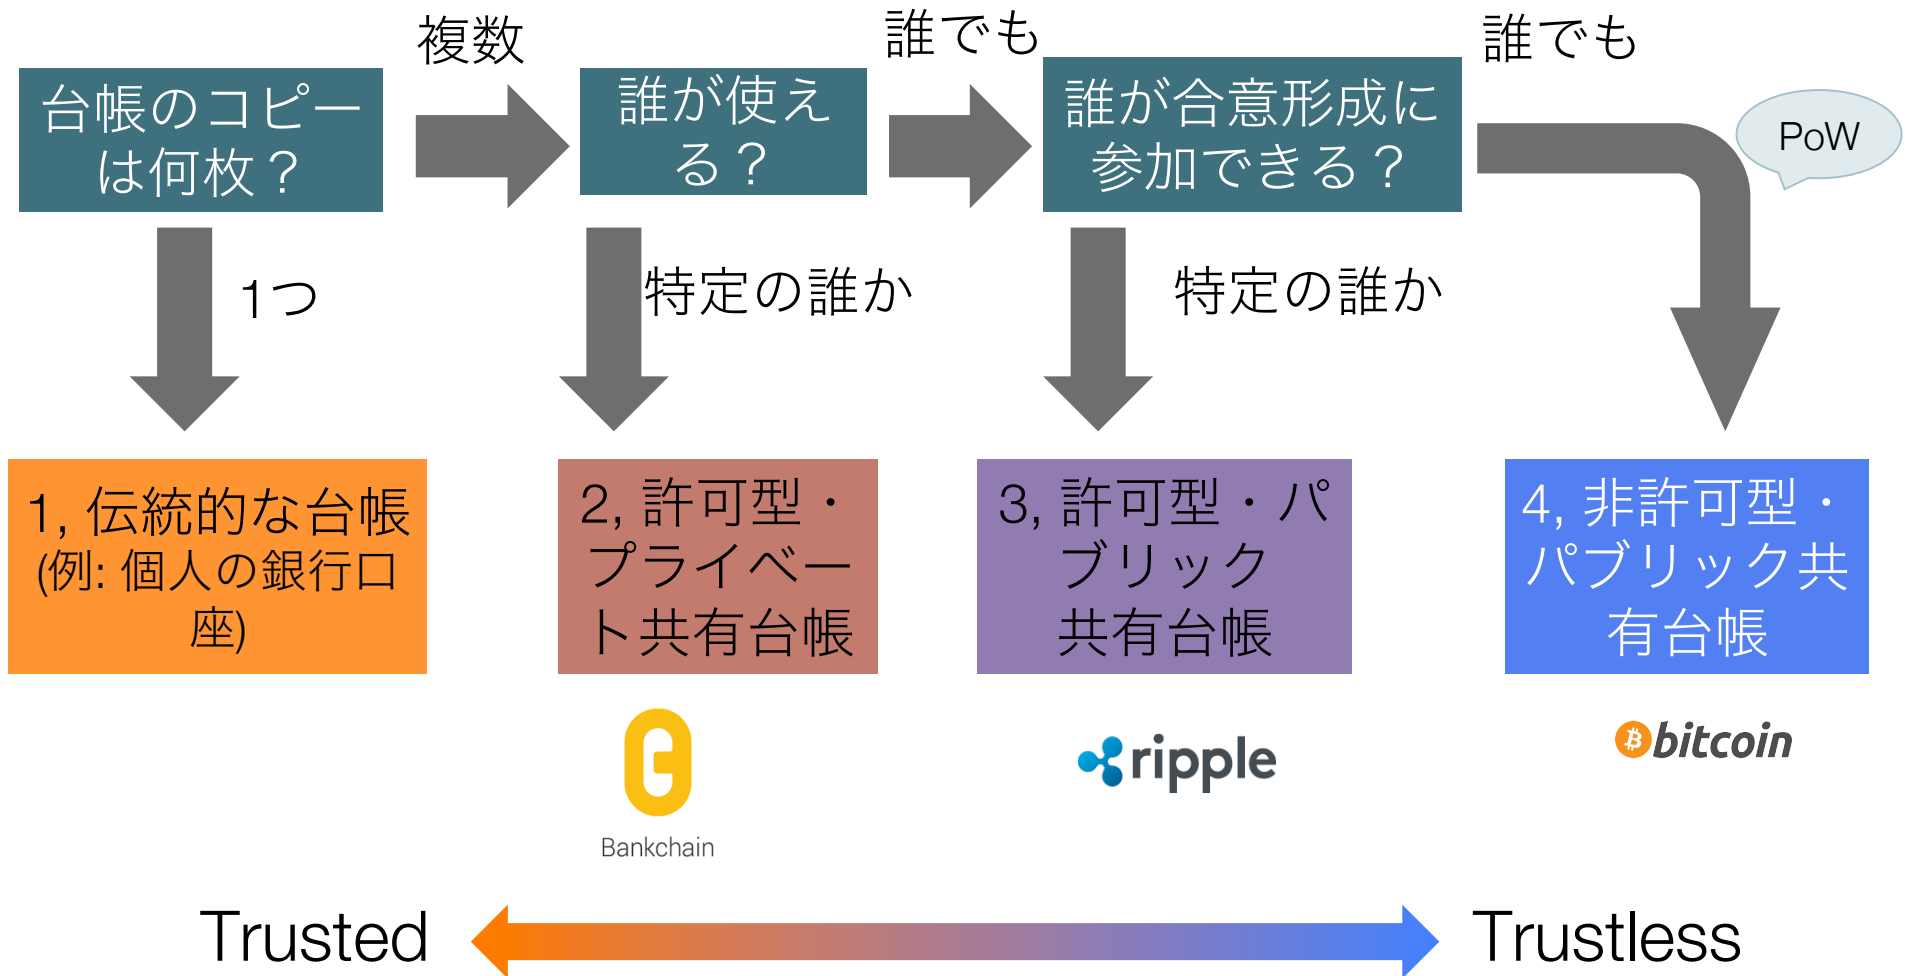 複数
誰でも
誰でも
台帳のコピー
は何枚？
誰が使え
る？
誰が合意形成に
参加できる？
PoW
1つ
特定の誰か
特定の誰か
1, 伝統的な台帳
(例: 個人の銀行口
座)
2, 許可型・
プライベー
ト共有台帳
3, 許可型・パ
ブリック
共有台帳
4, 非許可型・
パブリック共
有台帳
Bankchain
ripple
bitcoin
Trusted
Trustless